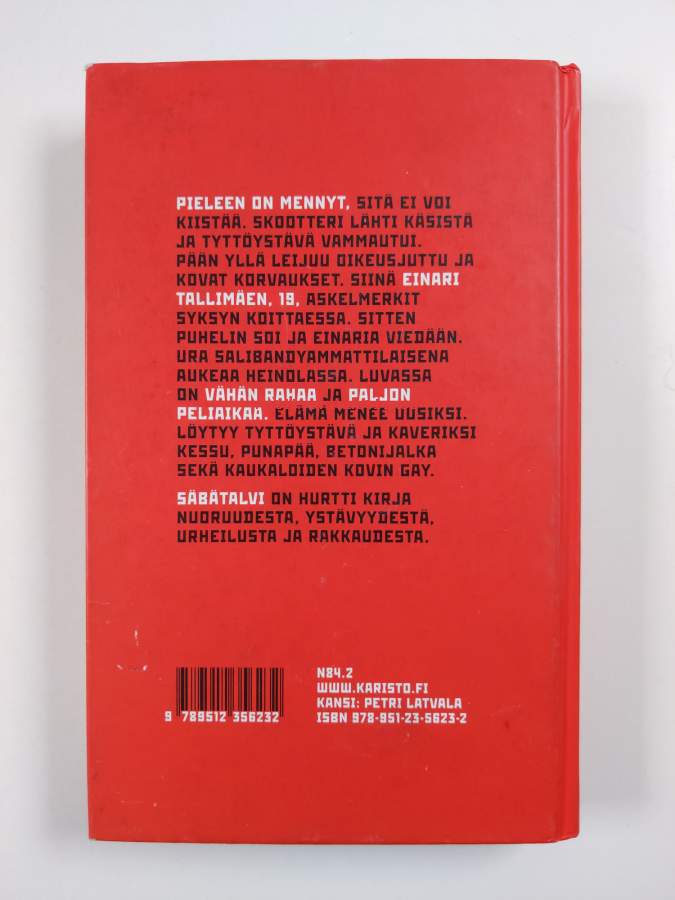 PIELEEN ON MENNYT, SITÄ EI VOI
KIISTÄÄ. SKOOTTERI LÄHTI KÄSISTÄ
JA TYTTÖYSTÄVÄ VAMMAUTUI.
PÄÄN YLLÄ LEIJUU OIKEUSJUTTU JA
KOVAT KORVAUKSET. SIINÄ EINARI
TALLIMÄEN, 19, ASKELMERKIT
SYKSYN KOITTAESSA. SITTEN
PUHELIN SOI JA EINARIA VIEDÄÄN.
URA SALIBANDYAMMATTILAISENA
AUKEAA HEINOLASSA. LUVASSA
ON VÄHÄN RAHAA JA PALJON
PELIAIKAA. ELÄMÄ MENEE UUSIKSI.
LÖYTYY TYTTÖYSTÄVÄ JA KAVERIKSI
KESSU, PUNAPÄÄ, BETONIJALKA
SEKÄ KAUKALOIDEN KOVIN GAY.
SÄBÄTALVI ON HURTTI KIRJA
NUORUUDESTA, YSTÄVYYDESTÄ,
URHEILUSTA JA RAKKAUDESTA.
N84.2
WWW.KARISTO.FI
KANSI: PETRI LATVALA
ISBN 978-951-23-5623-2
9 789512 356232